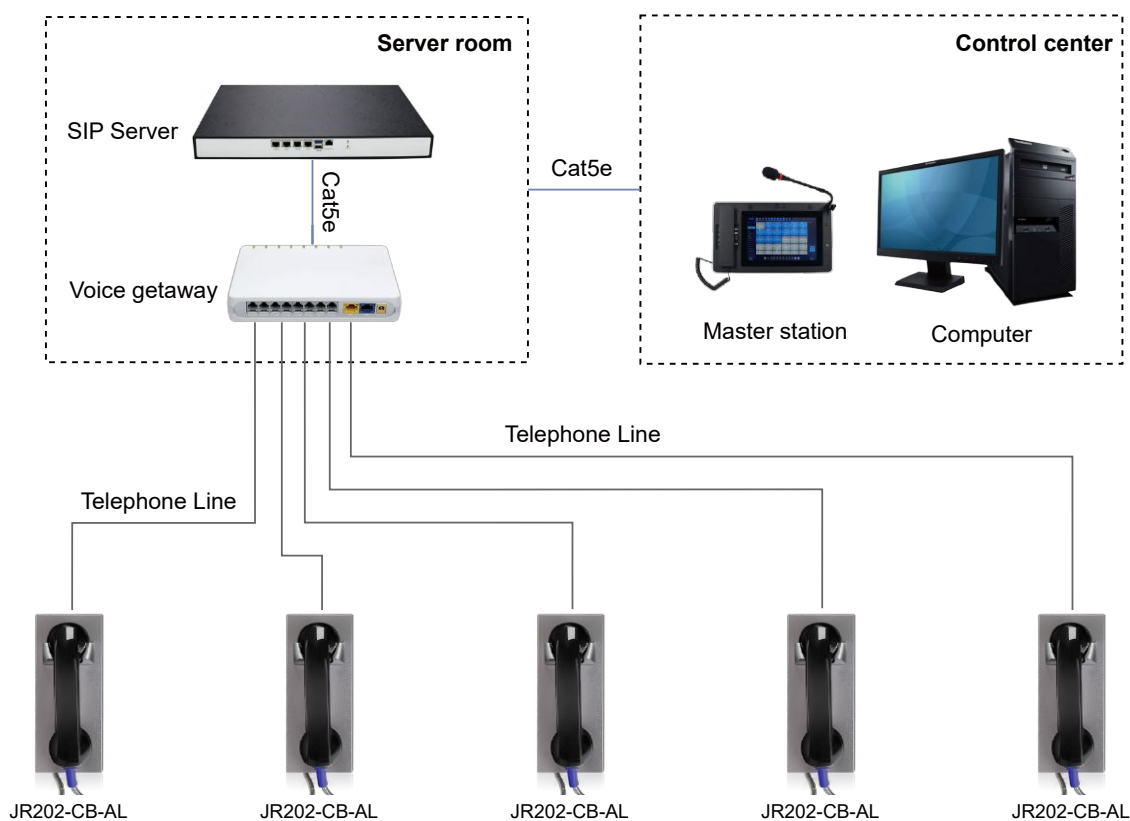 Server room
Control center
SIP Server
Cat5e
Cat5e
Voice getaway
Master station
Computer
Telephone Line
Telephone Line
JR202-CB-AL
JR202-CB-AL
JR202-CB-AL
JR202-CB-AL
JR202-CB-AL